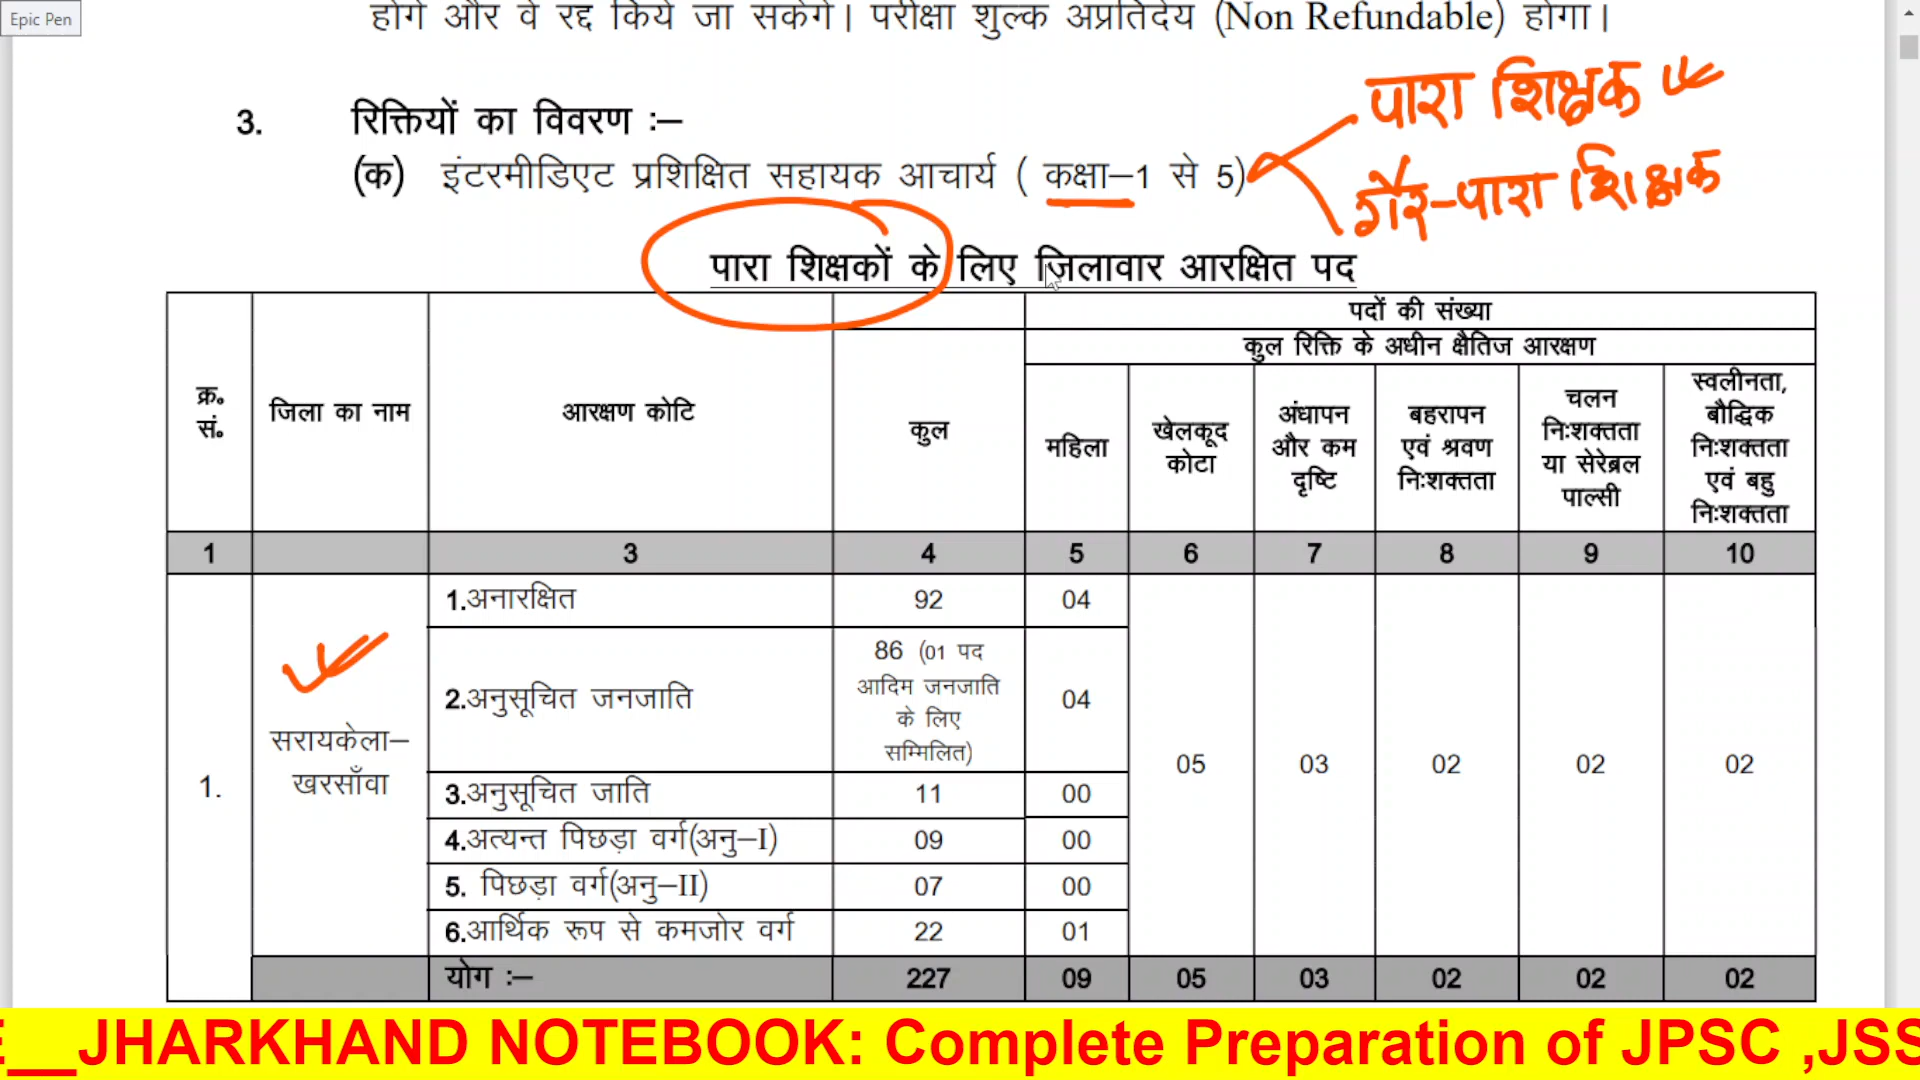 Epic Pen
होंगे और वे रद्द किये जा सकेंगे। परीक्षा शुल्क अप्रतिदेय (Non Refundable) होगा।
पारा शिक्षक
3. रिक्तियों का विवरण :–
(क) इंटरमीडिएट प्रशिक्षित सहायक आचार्य ( कक्षा–1 से 5)
गैर-पारा शिक्षक
पारा शिक्षकों के लिए ज़िलावार आरक्षित पद
पदों की संख्या
कुल रिक्ति के अधीन क्षैतिज आरक्षण
क्र॰ सं॰
जिला का नाम
आरक्षण कोटि
कुल
महिला
खेलकूद
कोटा
अंधापन
और कम
दृष्टि
बहरापन
एवं श्रवण
निःशक्तता
चलन
निःशक्तता
या सेरेब्रल
पाल्सी
स्वलीनता,
बौद्धिक
निःशक्तता
एवं बहु
निःशक्तता
1 3 4 5 6 7 8 9 10
1.
सरायकेला–
खरसाँवा
1.अनारक्षित 92 04
2.अनुसूचित जनजाति
86 (01 पद
आदिम जनजाति
के लिए
सम्मिलित)
04
05 03 02 02 02
3.अनुसूचित जाति 11 00
4.अत्यन्त पिछड़ा वर्ग(अनु–I) 09 00
5. पिछड़ा वर्ग(अनु–II) 07 00
6.आर्थिक रूप से कमजोर वर्ग 22 01
योग :– 227 09 05 03 02 02 02
E__JHARKHAND NOTEBOOK: Complete Preparation of JPSC ,JSS